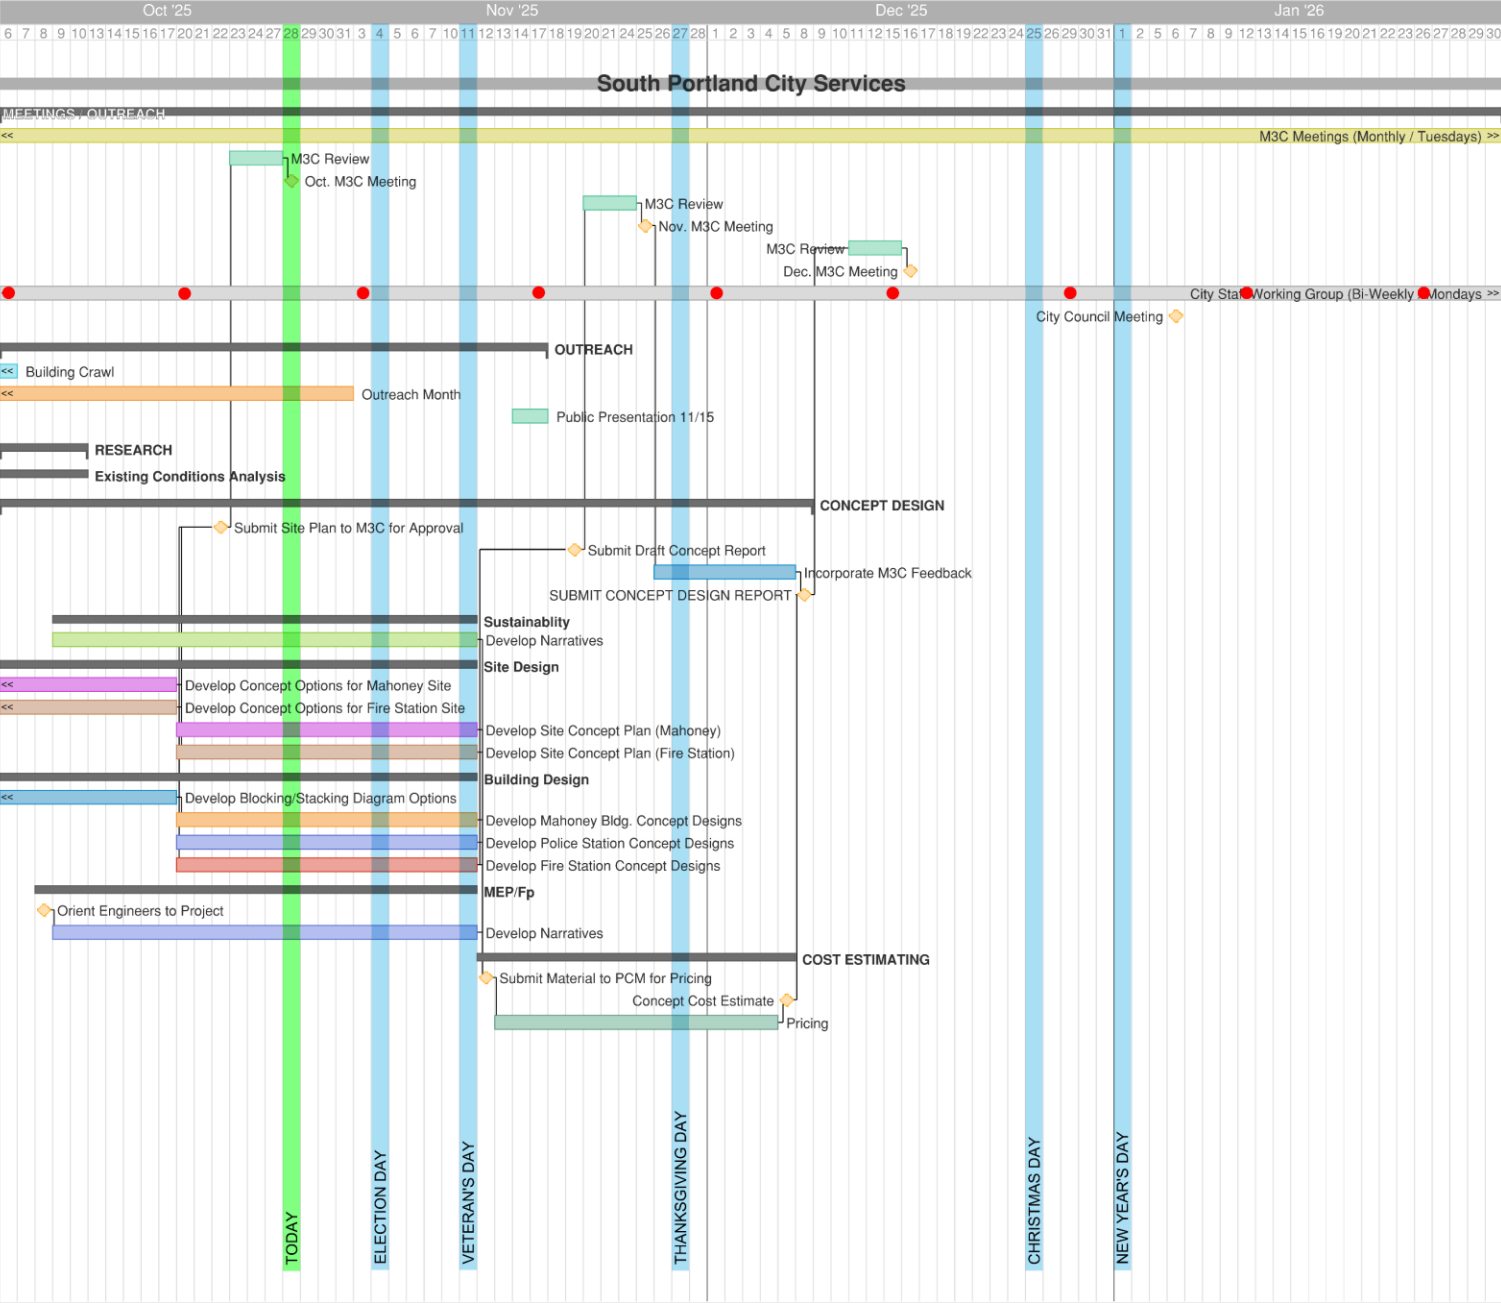 Oct '25 Nov '25 Dec '25 Jan '26
6 7 8 9 10 13 14 15 16 17 20 21 22 23 24 27 28 29 30 31 3 4 5 6 7 10 11 12 13 14 17 18 19 20 21 24 25 26 27 28 1 2 3 4 5 8 9 10 11 12 15 16 17 18 19 22 23 24 25 26 29 30 31 1 2 5 6 7 8 9 12 13 14 15 16 19 20 21 22 23 26 27 28 29 30
South Portland City Services
MEETINGS / OUTREACH
<< M3C Meetings (Monthly / Tuesdays) >>
M3C Review
Oct. M3C Meeting
M3C Review
Nov. M3C Meeting
M3C Review
Dec. M3C Meeting
City Staff Working Group (Bi-Weekly Mondays >>
City Council Meeting
OUTREACH
<< Building Crawl
<< Outreach Month
Public Presentation 11/15
RESEARCH
Existing Conditions Analysis
CONCEPT DESIGN
Submit Site Plan to M3C for Approval
Submit Draft Concept Report
Incorporate M3C Feedback
SUBMIT CONCEPT DESIGN REPORT
Sustainablity
Develop Narratives
Site Design
<< Develop Concept Options for Mahoney Site
<< Develop Concept Options for Fire Station Site
Develop Site Concept Plan (Mahoney)
Develop Site Concept Plan (Fire Station)
Building Design
<< Develop Blocking/Stacking Diagram Options
Develop Mahoney Bldg. Concept Designs
Develop Police Station Concept Designs
Develop Fire Station Concept Designs
MEP/Fp
Orient Engineers to Project
Develop Narratives
COST ESTIMATING
Submit Material to PCM for Pricing
Concept Cost Estimate
Pricing
TODAY
ELECTION DAY
VETERAN'S DAY
THANKSGIVING DAY
CHRISTMAS DAY
NEW YEAR'S DAY